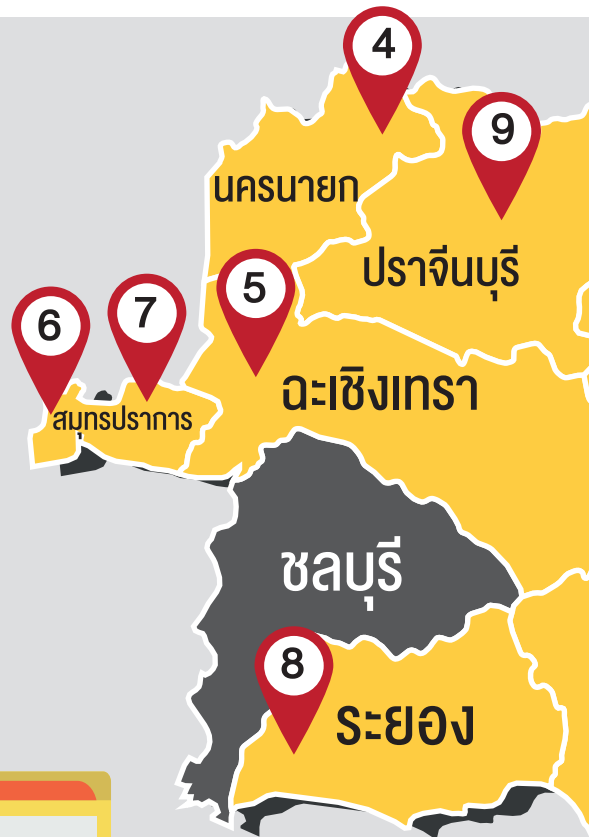 4
9
นครนายก
ปราจีนบุรี
5
7
6
ฉะเชิงเทรา
สมุทรปราการ
ชลบุรี
8
ระยอง